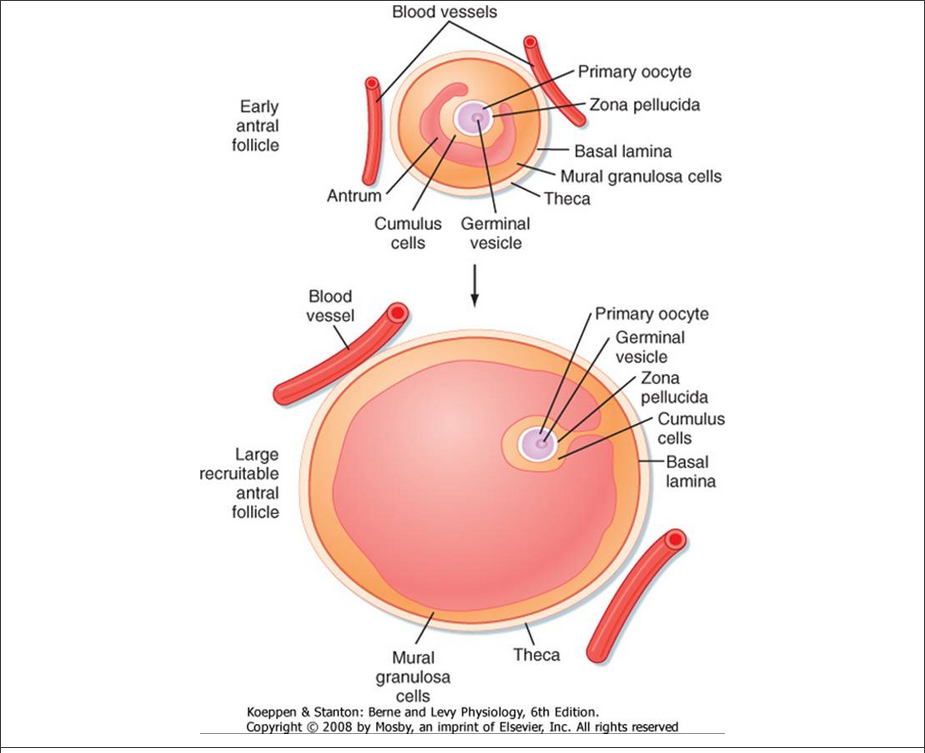 Blood vessels
Early
antral
follicle
Primary oocyte
Zona pellucida
Basal lamina
Mural granulosa cells
Theca
Antrum
Cumulus
cells
Germinal
vesicle
Blood
vessel
Primary oocyte
Germinal
vesicle
Zona
pellucida
Cumulus
cells
Basal
lamina
Large
recruitable
antral
follicle
Mural
granulosa
cells
Theca
Koeppen & Stanton: Berne and Levy Physiology, 6th Edition.
Copyright © 2008 by Mosby, an imprint of Elsevier, Inc. All rights reserved